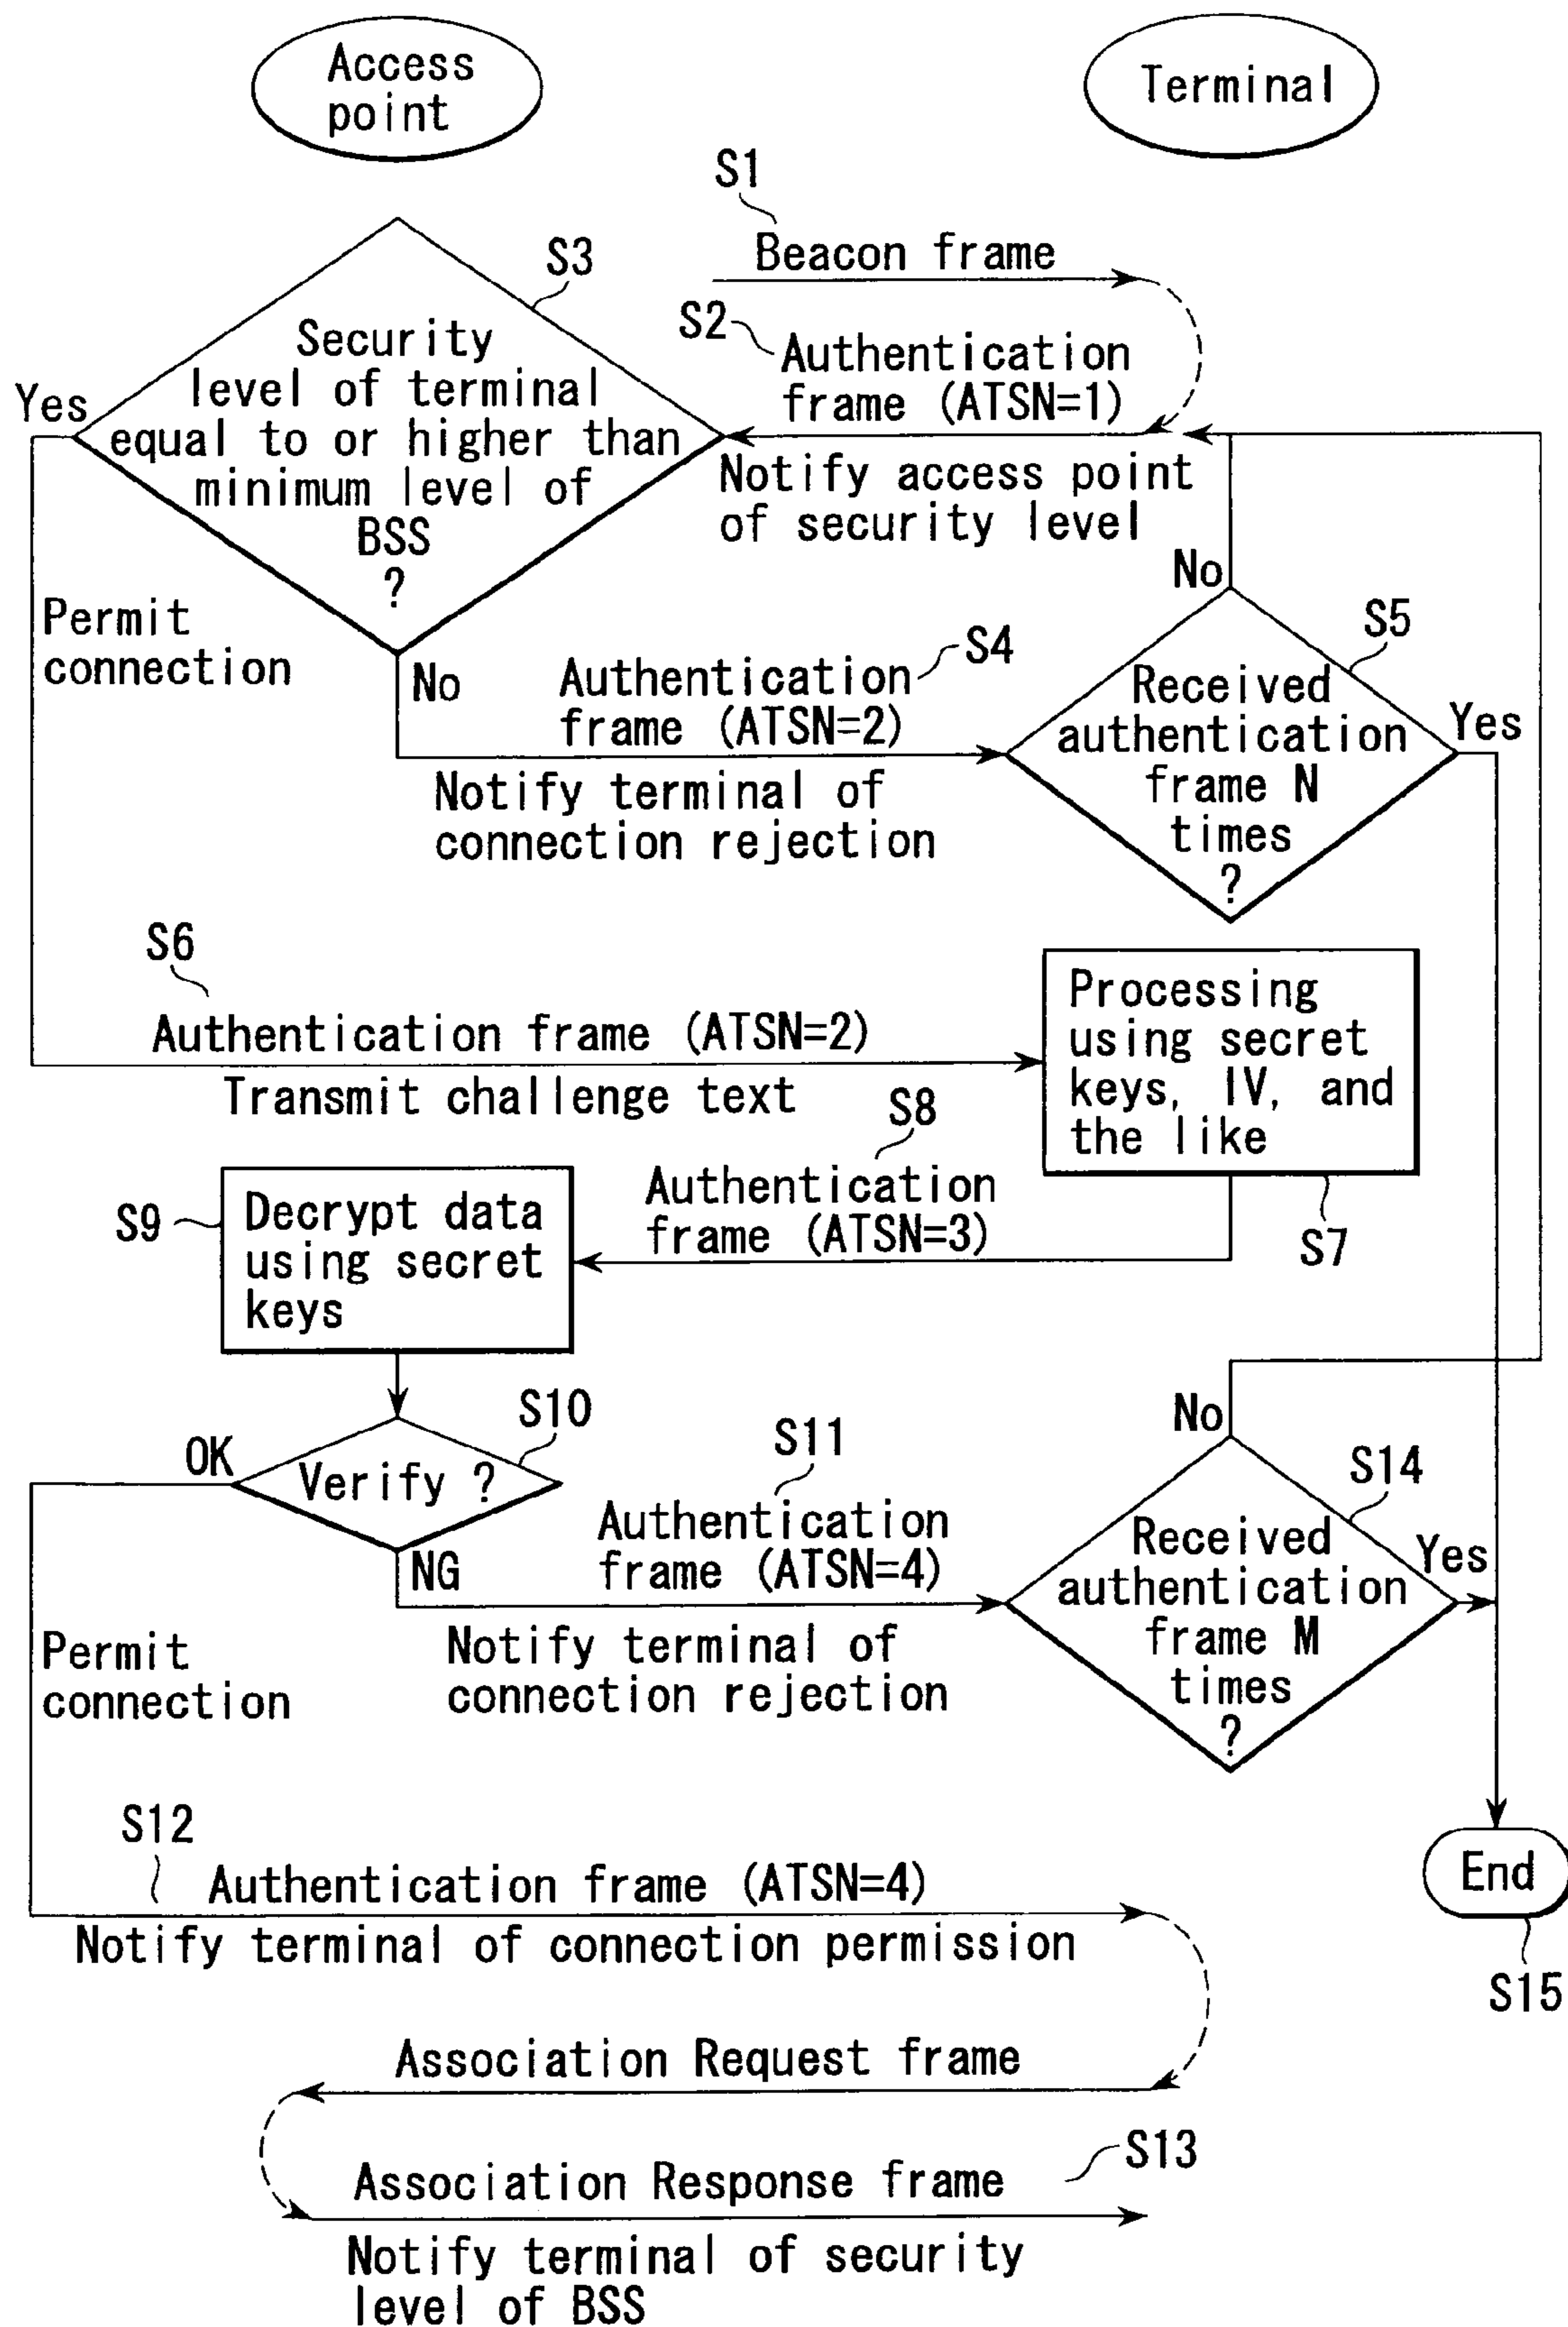 Access
point
Terminal
S1
Beacon frame
S3
S2
Authentication
frame (ATSN=1)
Security
level of terminal
equal to or higher than
minimum level of
BSS
?
Yes
Notify access point
of security level
No
Permit
connection
No
Authentication
frame (ATSN=2)
S4
Notify terminal of
connection rejection
S5
Received
authentication
frame N
times
?
Yes
S6
Authentication frame (ATSN=2)
Transmit challenge text
Processing
using secret
keys, IV, and
the like
S7
S8
Authentication
frame (ATSN=3)
S9
Decrypt data
using secret
keys
S10
OK
Verify ?
NG
S11
Authentication
frame (ATSN=4)
Notify terminal of
connection rejection
No
S14
Received
authentication
frame M
times
?
Yes
Permit
connection
S12
Authentication frame (ATSN=4)
Notify terminal of connection permission
End
S15
Association Request frame
S13
Association Response frame
Notify terminal of security
level of BSS